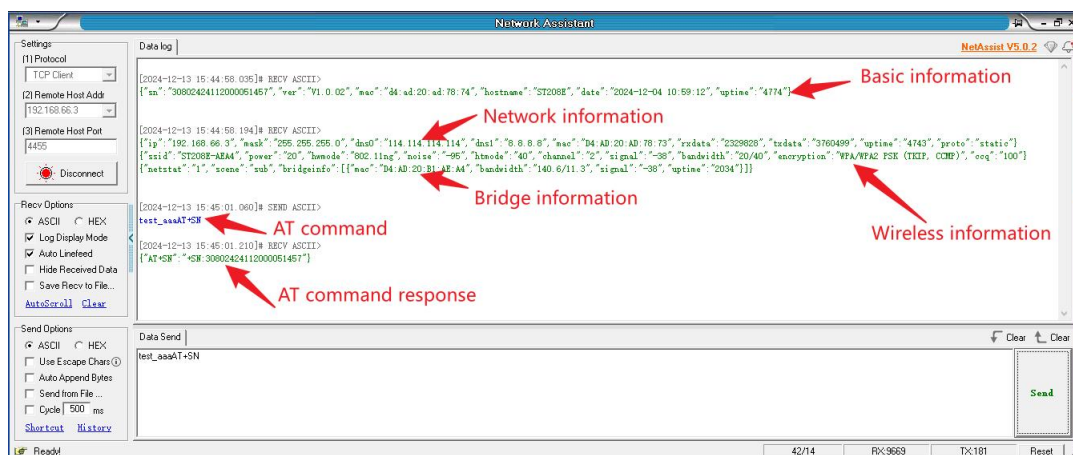 Network Assistant
Settings
(1) Protocol
TCP Client
(2) Remote Host Addr
192.168.66.3
(3) Remote Host Port
4455
Disconnect
Recv Options
ASCII HEX
Log Display Mode
Auto Linefeed
Hide Received Data
Save Recv to File...
AutoScroll Clear
Send Options
ASCII HEX
Use Escape Chars
Auto Append Bytes
Send from File ...
Cycle 500 ms
Shortcut History
Data log
NetAssist V5.0.2
[2024-12-13 15:44:58.035]# RECV ASCII>
{"sn":"30802424112000051457","ver":"V1.0.02","mac":"d4:ad:20:ad:78:74","hostname":"ST208E","date":"2024-12-04 10:59:12","uptime":"4774"}
Basic information
Network information
[2024-12-13 15:44:58.194]# RECV ASCII>
{"ip":"192.168.66.3","mask":"255.255.255.0","dns0":"114.114.114.114","dns1":"8.8.8.8","mac":"D4:AD:20:AD:78:73","rxdata":"2329828","txdata":"3760499","uptime":"4743","proto":"static"}
{"ssid":"ST208E-AEA4","power":"20","hwmode":"802.11ng","noise":"-95","htmode":"40","channel":"2","signal":"-38","bandwidth":"20/40","encryption":"WPA/WPA2 PSK (TKIP, CCMP)","ccq":"100"}
{"netstat":"1","scene":"sub","bridgeinfo":[["mac":"D4:AD:20:B1:AE:A4","bandwidth":"140.6/11.3","signal":"-38","uptime":"2034"}]]}
Bridge information
Wireless information
[2024-12-13 15:45:01.060]# SEND ASCII>
test_aaaAT+SN
AT command
[2024-12-13 15:45:01.210]# RECV ASCII>
{"AT+SN":"+SN:30802424112000051457"}
AT command response
Data Send
Clear Clear
test_aaaAT+SN
Send
Ready!
42/14
RX:9669
TX:181
Reset